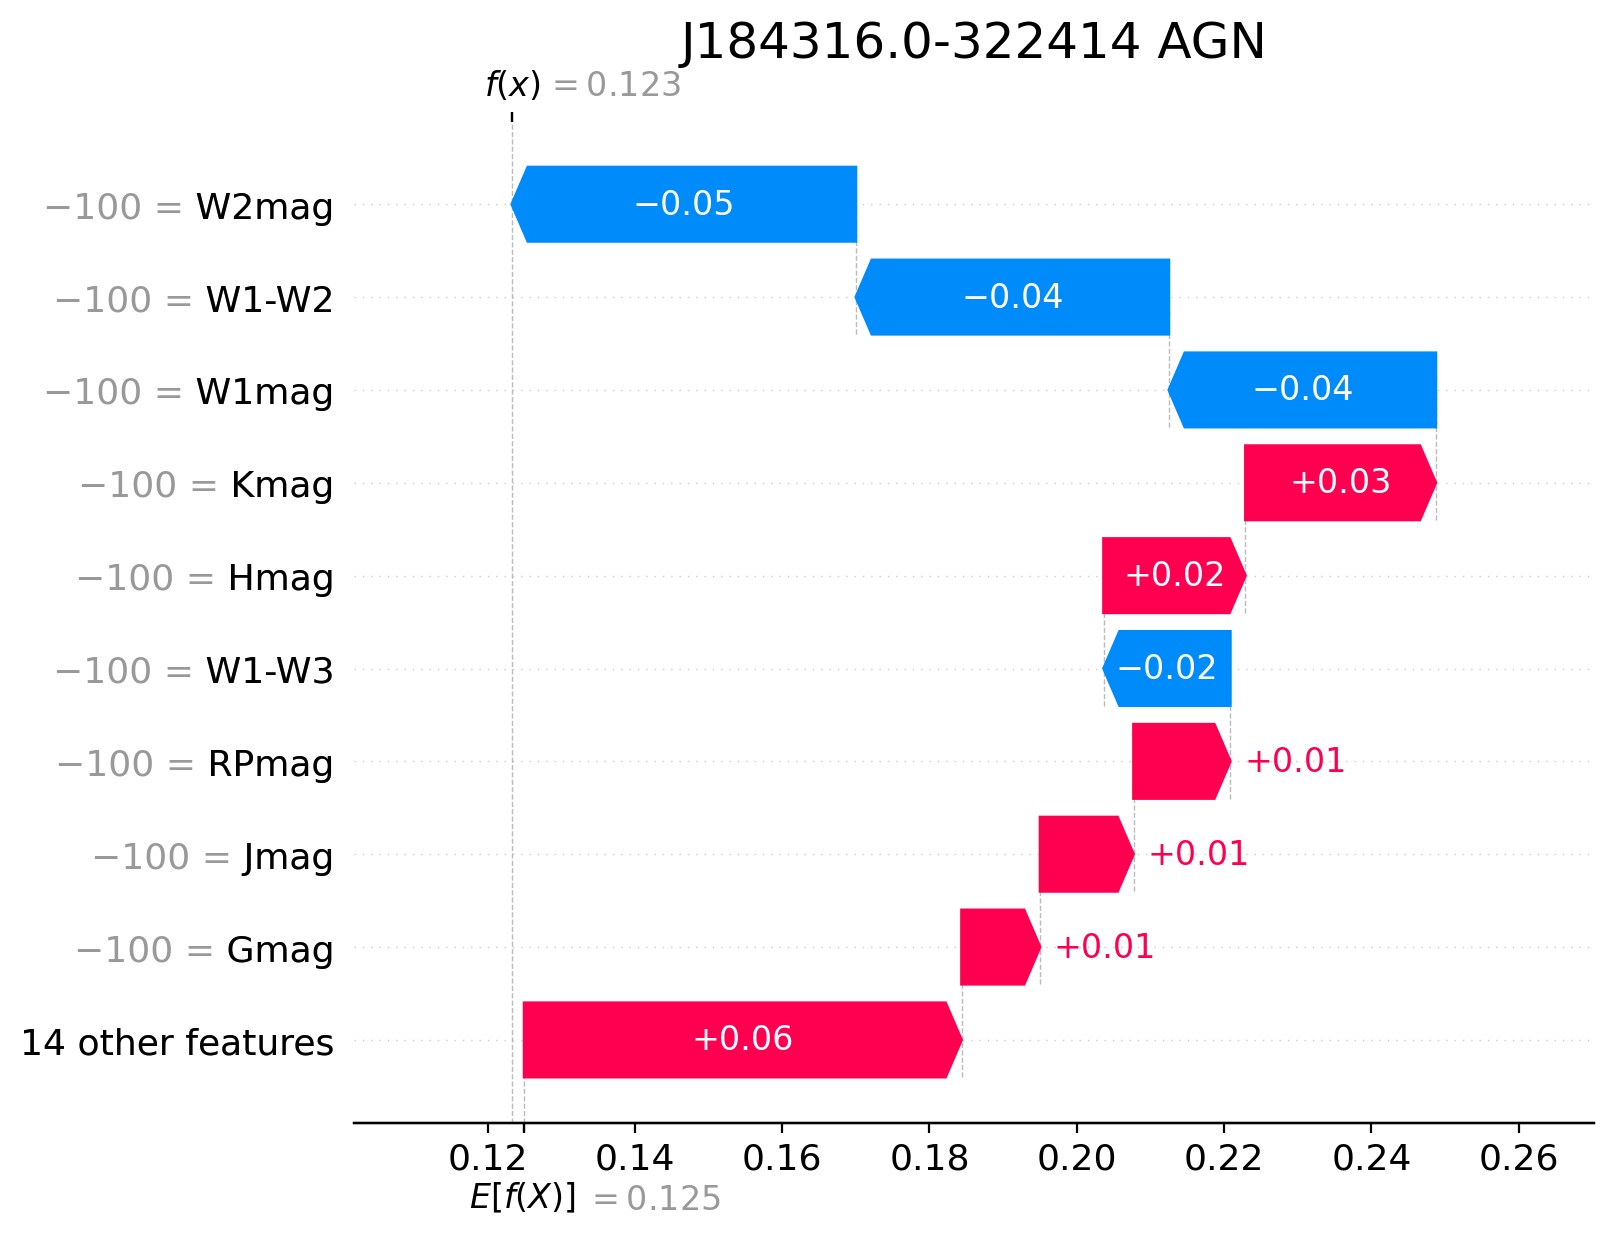 J184316.0-322414 AGN
f(x) = 0.123
−100 = W2mag −0.05
−100 = W1-W2 −0.04
−100 = W1mag −0.04
−100 = Kmag +0.03
−100 = Hmag +0.02
−100 = W1-W3 −0.02
−100 = RPmag +0.01
−100 = Jmag +0.01
−100 = Gmag +0.01
14 other features +0.06
0.12 0.14 0.16 0.18 0.20 0.22 0.24 0.26
E[f(X)] = 0.125